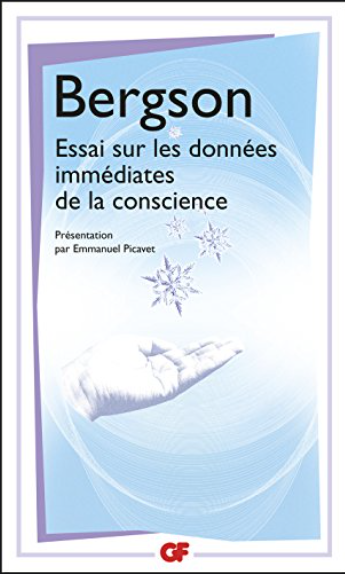 Bergson
Essai sur les données
immédiates
de la conscience
Présentation
par Emmanuel Picavet
GF